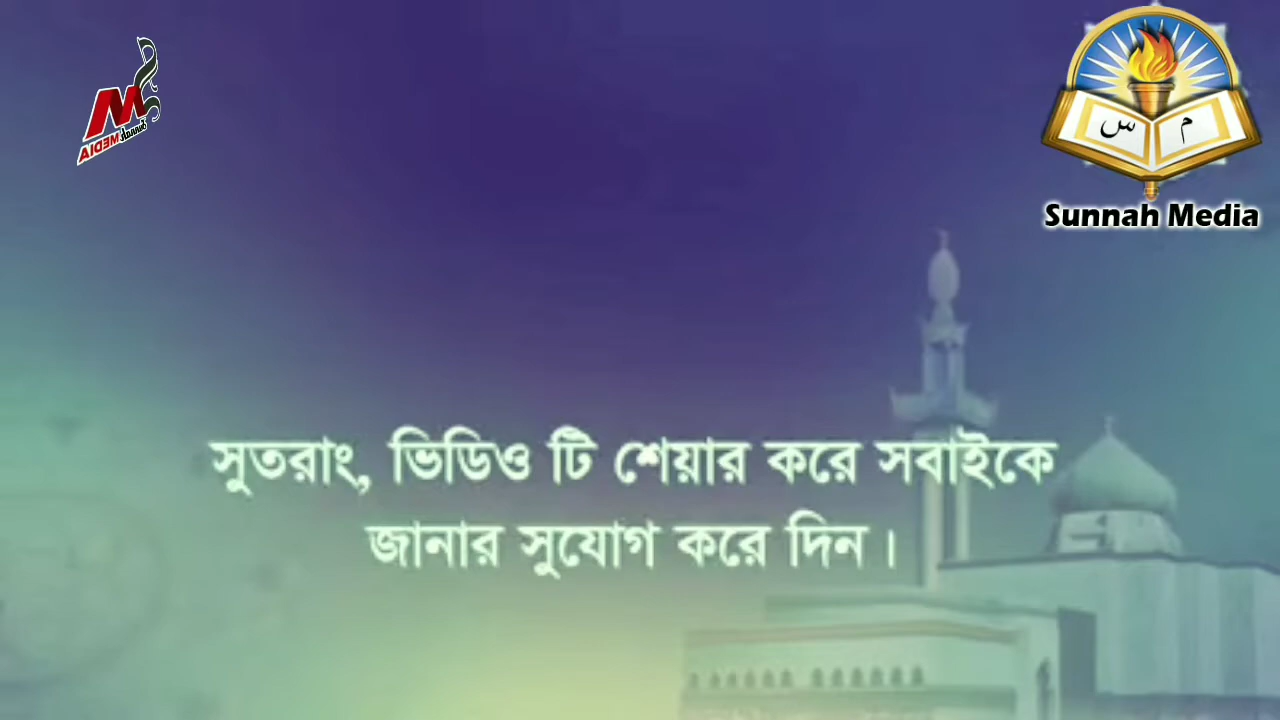 س م
Sunnah Media
সুতরাং, ভিডিও টি শেয়ার করে সবাইকে
জানার সুযোগ করে দিন।